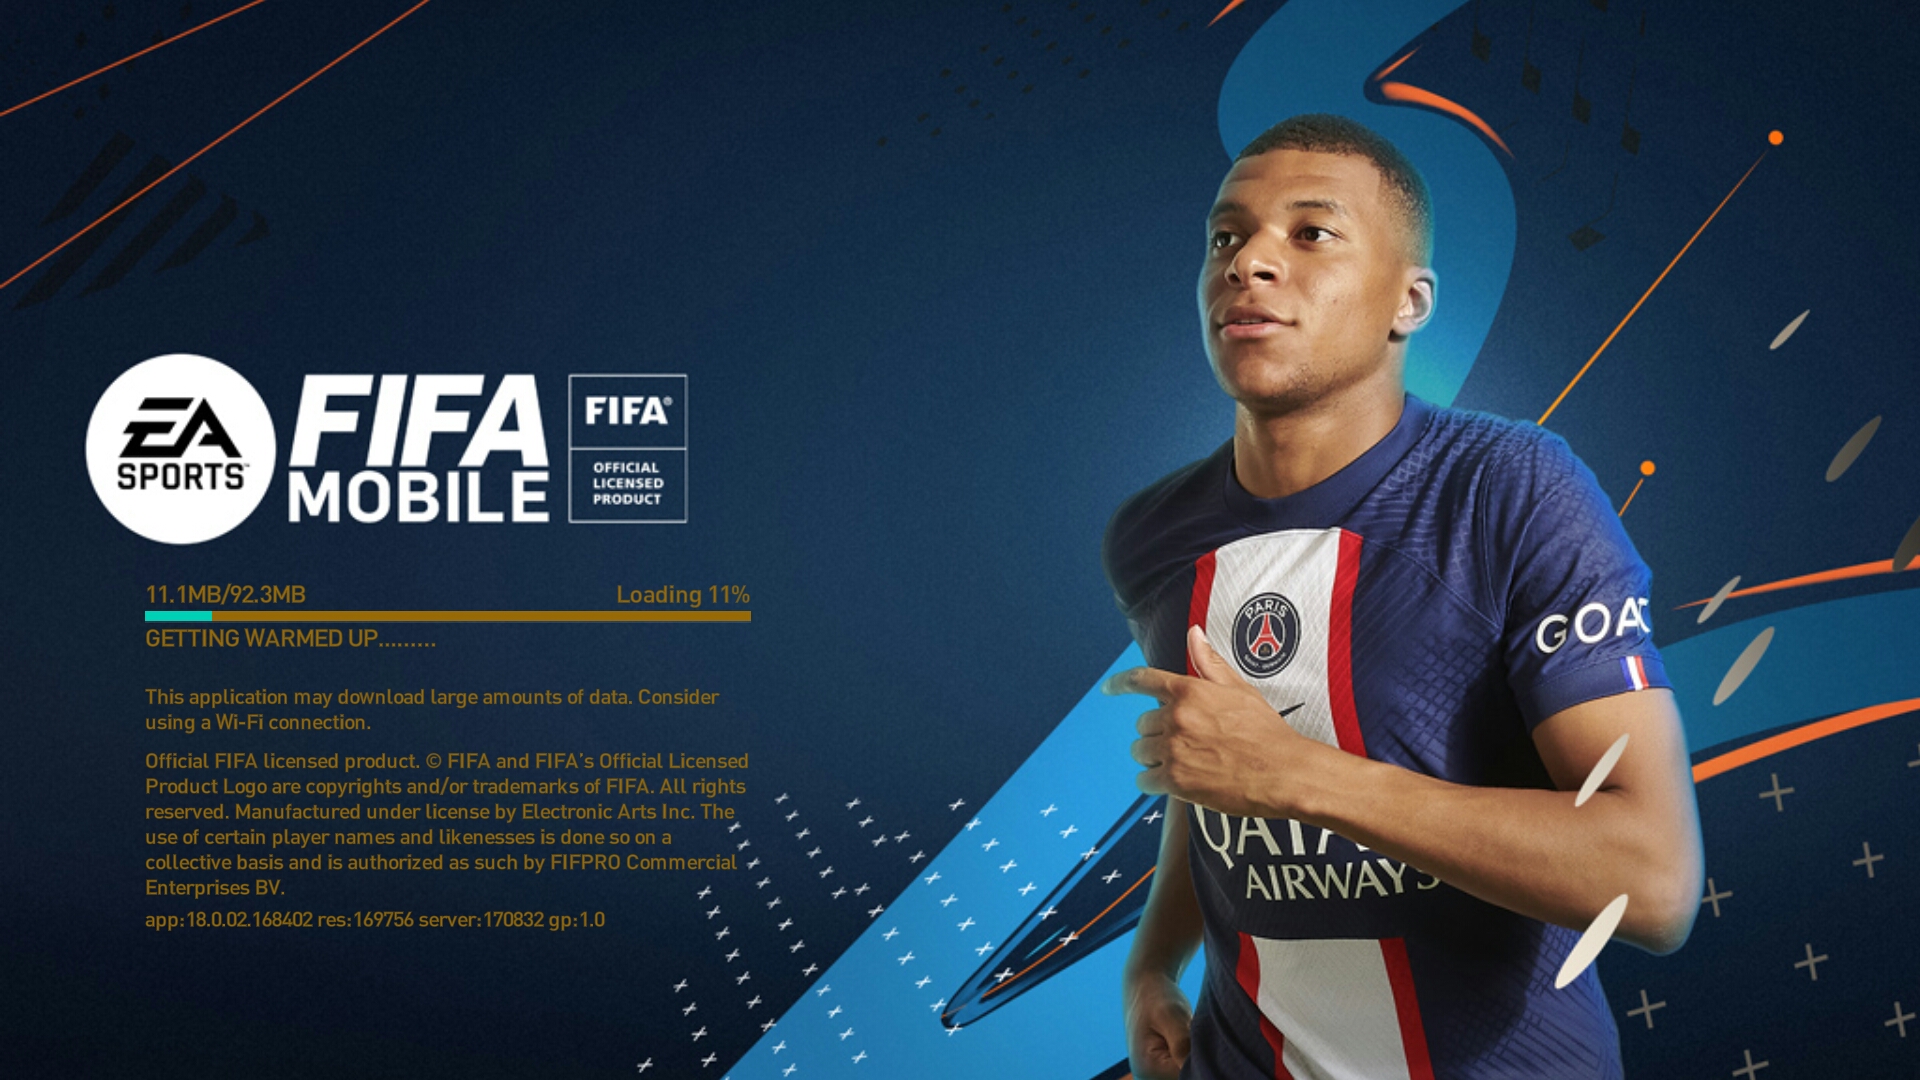 EA
SPORTS™
FIFA
MOBILE
FIFA®
OFFICIAL
LICENSED
PRODUCT
11.1MB/92.3MB Loading 11%
GETTING WARMED UP.........
This application may download large amounts of data. Consider
using a Wi-Fi connection.
Official FIFA licensed product. © FIFA and FIFA's Official Licensed
Product Logo are copyrights and/or trademarks of FIFA. All rights
reserved. Manufactured under license by Electronic Arts Inc. The
use of certain player names and likenesses is done so on a
collective basis and is authorized as such by FIFPRO Commercial
Enterprises BV.
app:18.0.02.168402 res:169756 server:170832 gp:1.0
PARIS
GOAT
AIRWAYS